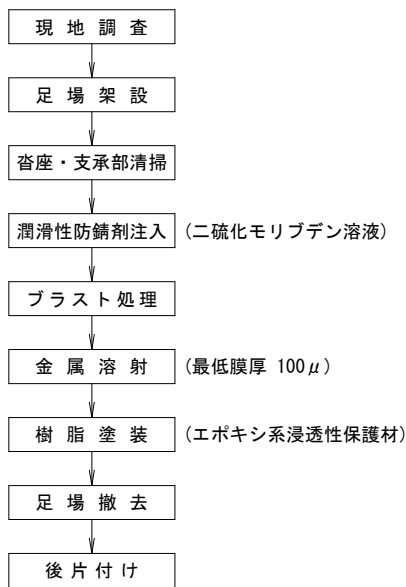 現地調査
足場架設
沓座・支承部清掃
潤滑性防錆剤注入 (二硫化モリブデン溶液)
ブラスト処理
金属溶射 (最低膜厚 100μ)
樹脂塗装 (エポキシ系浸透性保護材)
足場撤去
後片付け